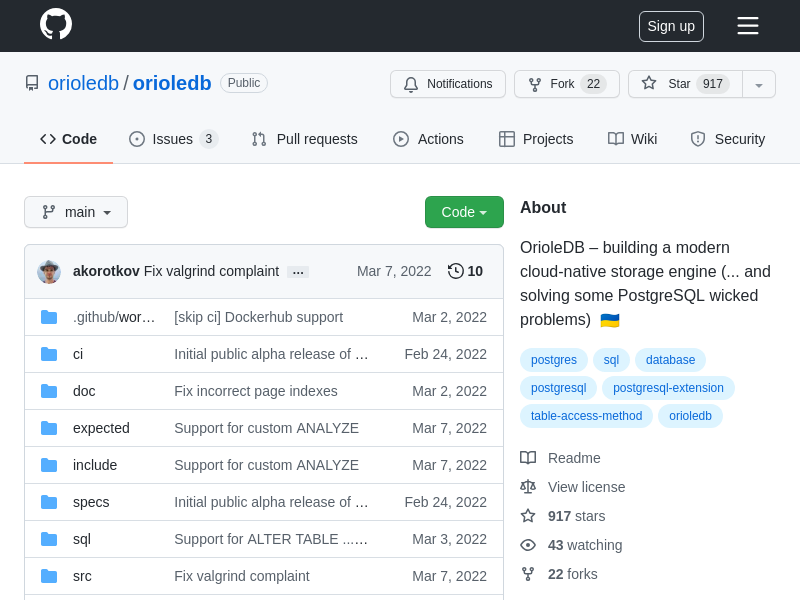 Sign up
orioledb / orioledb Public
Notifications Fork 22 Star 917
Code Issues 3 Pull requests Actions Projects Wiki Security
main
Code
akorotkov Fix valgrind complaint ... Mar 7, 2022 10
.github/wor… [skip ci] Dockerhub support Mar 2, 2022
ci Initial public alpha release of … Feb 24, 2022
doc Fix incorrect page indexes Mar 2, 2022
expected Support for custom ANALYZE Mar 7, 2022
include Support for custom ANALYZE Mar 7, 2022
specs Initial public alpha release of … Feb 24, 2022
sql Support for ALTER TABLE ...… Mar 3, 2022
src Fix valgrind complaint Mar 7, 2022
About
OrioleDB – building a modern
cloud-native storage engine (... and
solving some PostgreSQL wicked
problems) 🇺🇦
postgres sql database
postgresql postgresql-extension
table-access-method orioledb
Readme
View license
917 stars
43 watching
22 forks